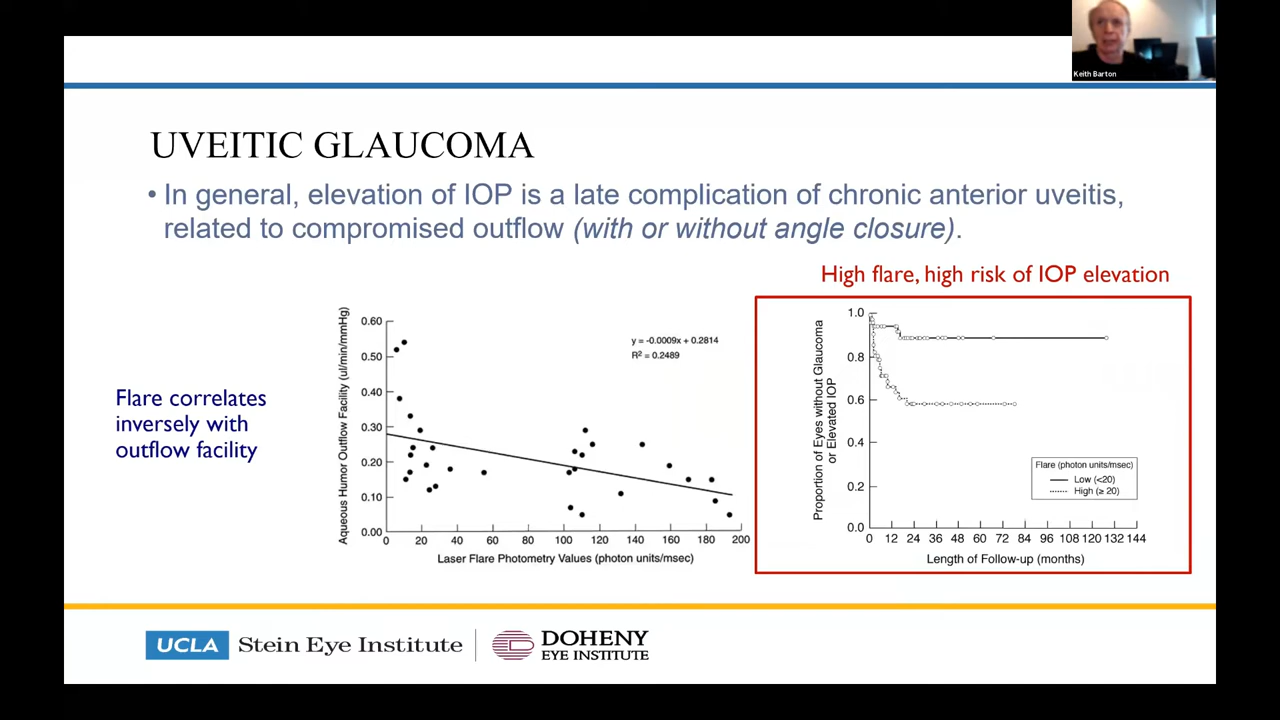 Keith Barton
UVEITIC GLAUCOMA
• In general, elevation of IOP is a late complication of chronic anterior uveitis,
related to compromised outflow (with or without angle closure).
High flare, high risk of IOP elevation
Flare correlates
inversely with
outflow facility
Aqueous Humor Outflow Facility (ul/min/mmHg)
0.60
0.50
0.40
0.30
0.20
0.10
0.00
y = -0.0009x + 0.2814
R² = 0.2489
0 20 40 60 80 100 120 140 160 180 200
Laser Flare Photometry Values (photon units/msec)
Proportion of Eyes without Glaucoma
or Elevated IOP
1.0
0.8
0.6
0.4
0.2
0.0
Flare (photon units/msec)
Low (<20)
High (≥ 20)
0 12 24 36 48 60 72 84 96 108 120 132 144
Length of Follow-up (months)
UCLA Stein Eye Institute
DOHENY
EYE INSTITUTE